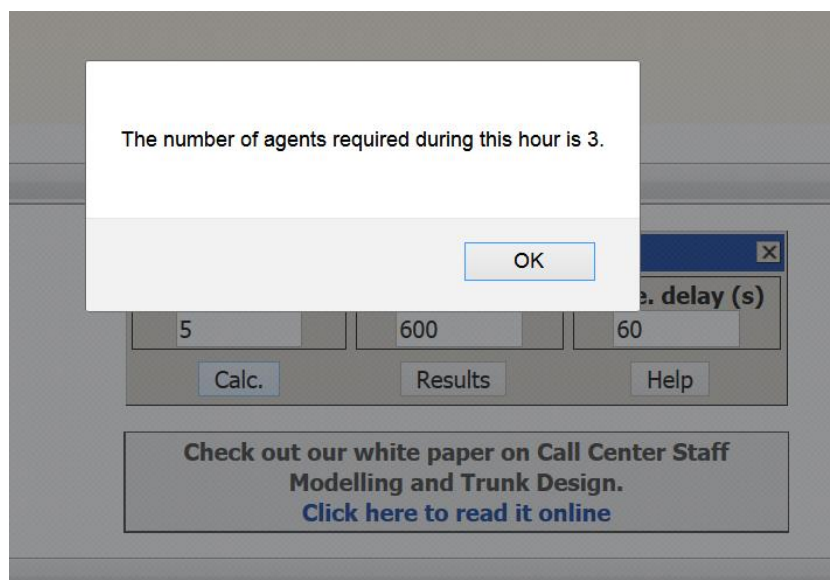 The number of agents required during this hour is 3.
OK
delay (s)
5 600 60
Calc. Results Help
Check out our white paper on Call Center Staff
Modelling and Trunk Design.
Click here to read it online